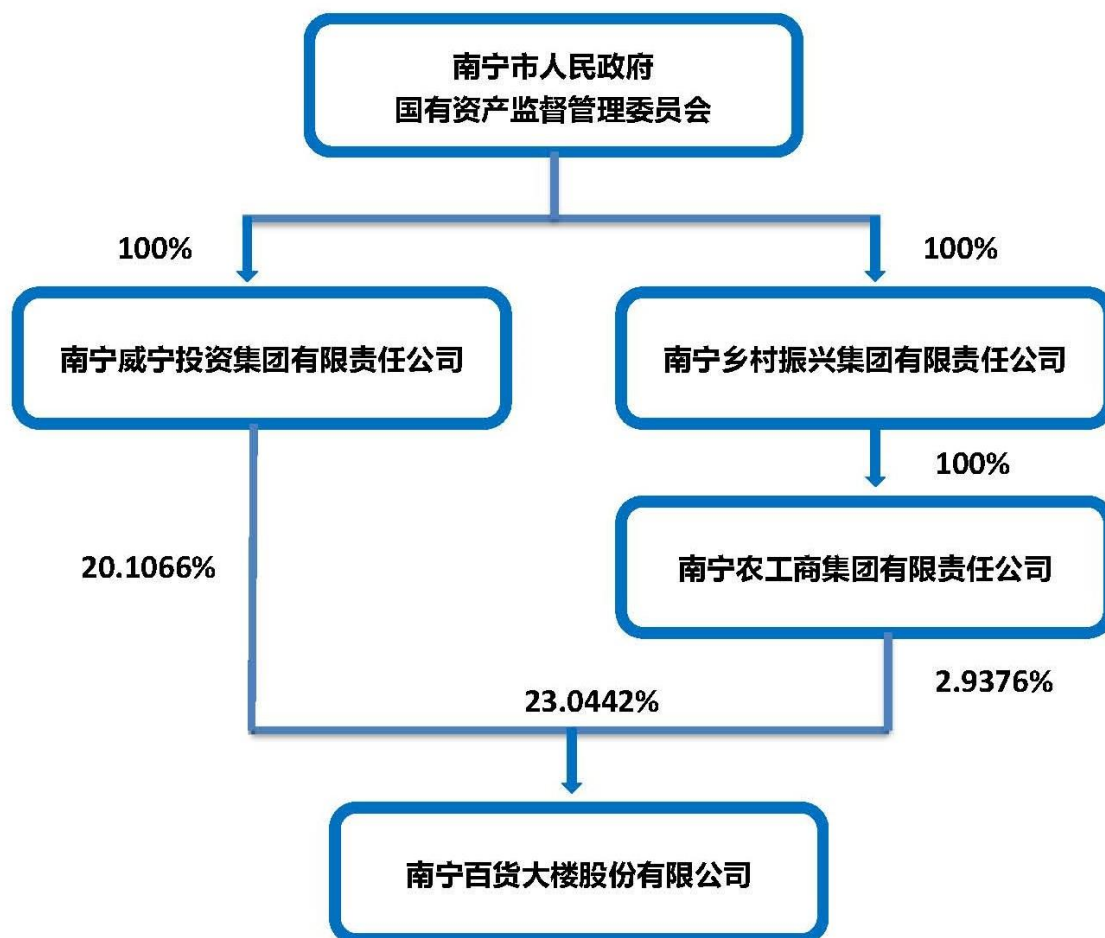 南宁市人民政府
国有资产监督管理委员会
100%
100%
南宁威宁投资集团有限责任公司
南宁乡村振兴集团有限责任公司
100%
20.1066%
南宁农工商集团有限责任公司
2.9376%
23.0442%
南宁百货大楼股份有限公司